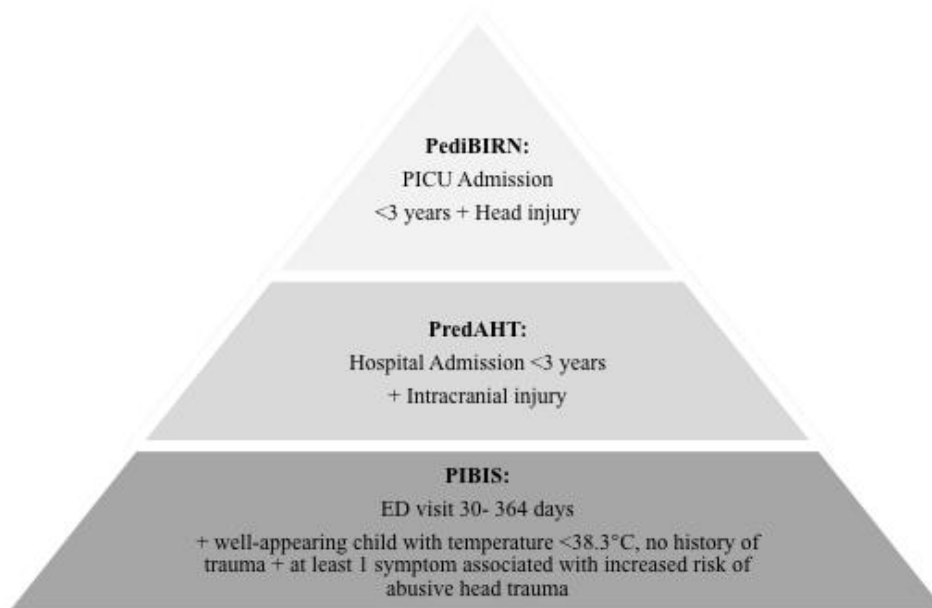 PediBIRN:
PICU Admission
<3 years + Head injury
PredAHT:
Hospital Admission <3 years
+ Intracranial injury
PIBIS:
ED visit 30- 364 days
+ well-appearing child with temperature <38.3°C, no history of
trauma + at least 1 symptom associated with increased risk of
abusive head trauma